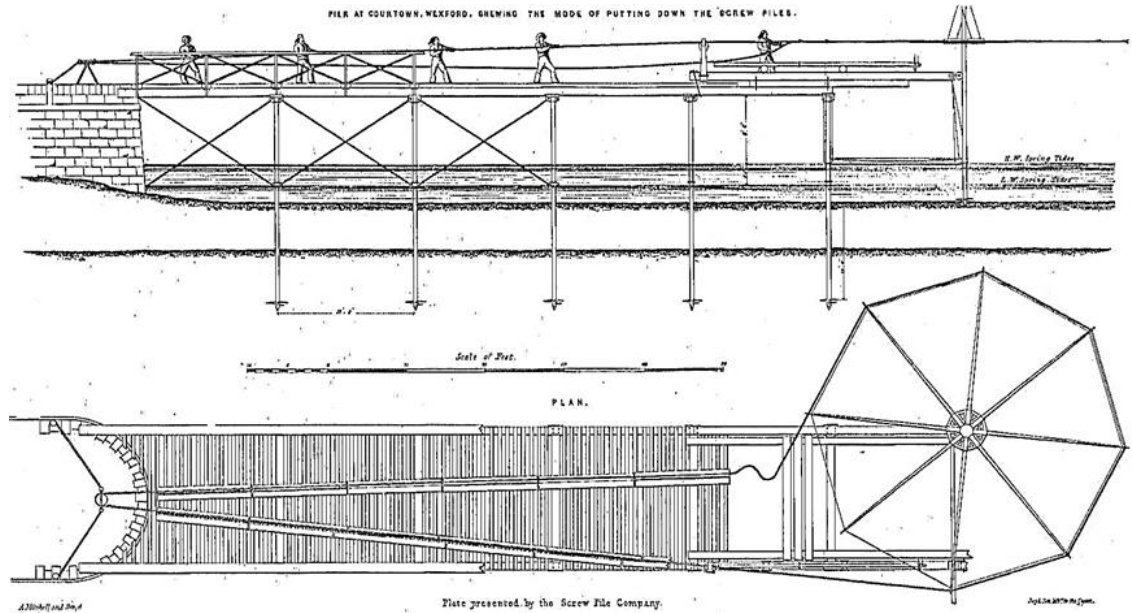 PIER AT COURTOWN, WEXFORD, SHEWING THE MODE OF PUTTING DOWN THE SCREW PILES.
H.W. Spring Tides
L.W. Spring Tides
Scale of Feet.
PLAN.
Plate presented by the Screw Pile Company.